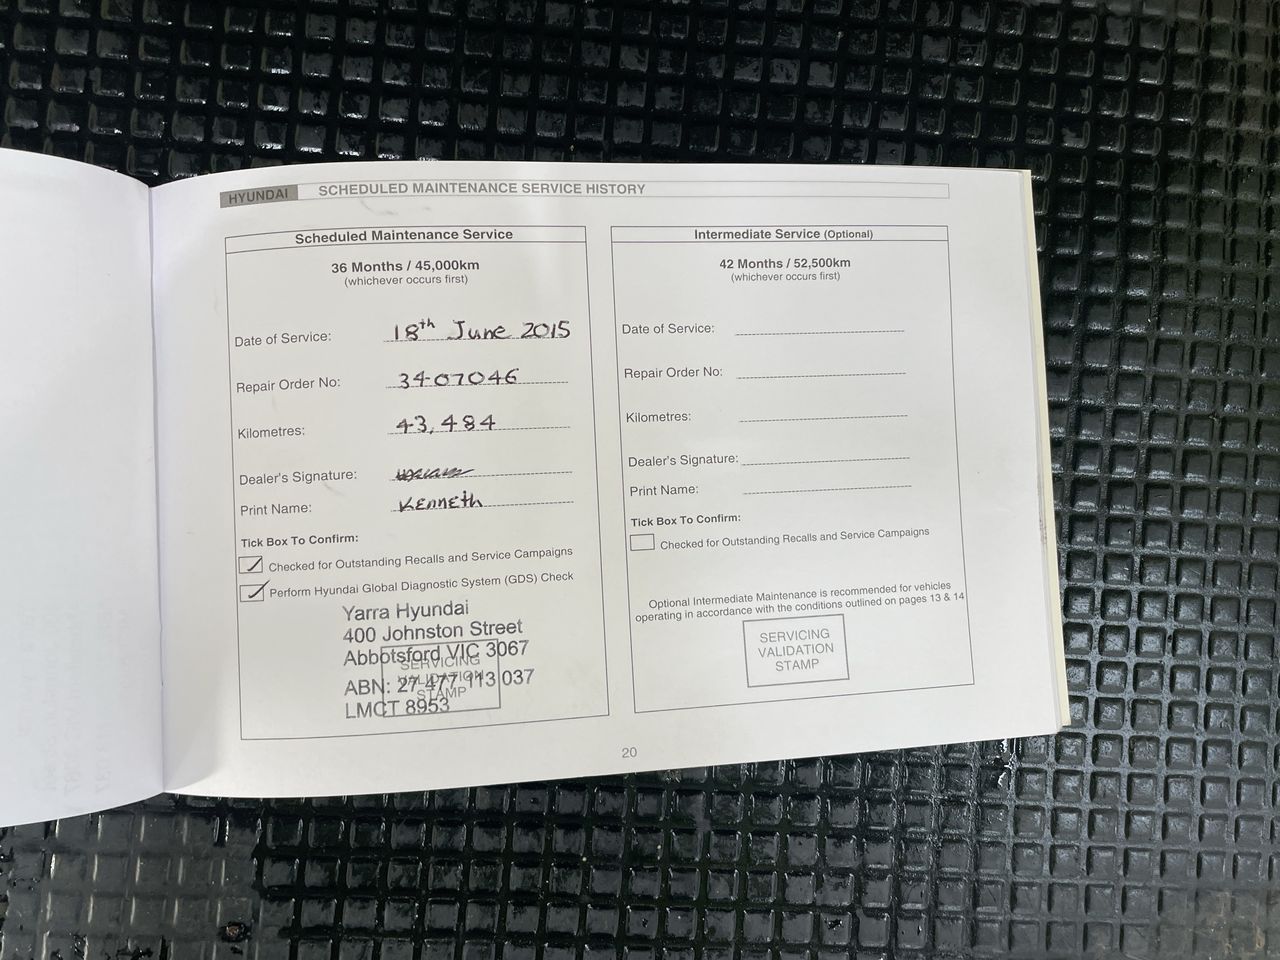 HYUNDAI SCHEDULED MAINTENANCE SERVICE HISTORY
Scheduled Maintenance Service
36 Months / 45,000km
(whichever occurs first)
Date of Service: 18th June 2015
Repair Order No: 3407046
Kilometres: 43,484
Dealer's Signature:
Print Name: Kenneth
Tick Box To Confirm:
Checked for Outstanding Recalls and Service Campaigns
Perform Hyundai Global Diagnostic System (GDS) Check
Yarra Hyundai
400 Johnston Street
Abbotsford VIC 3067
ABN: 27 477 113 037
LMCT 8953
SERVICING
VALIDATION
STAMP
Intermediate Service (Optional)
42 Months / 52,500km
(whichever occurs first)
Date of Service:
Repair Order No:
Kilometres:
Dealer's Signature:
Print Name:
Tick Box To Confirm:
Checked for Outstanding Recalls and Service Campaigns
Optional Intermediate Maintenance is recommended for vehicles
operating in accordance with the conditions outlined on pages 13 & 14
SERVICING
VALIDATION
STAMP
20